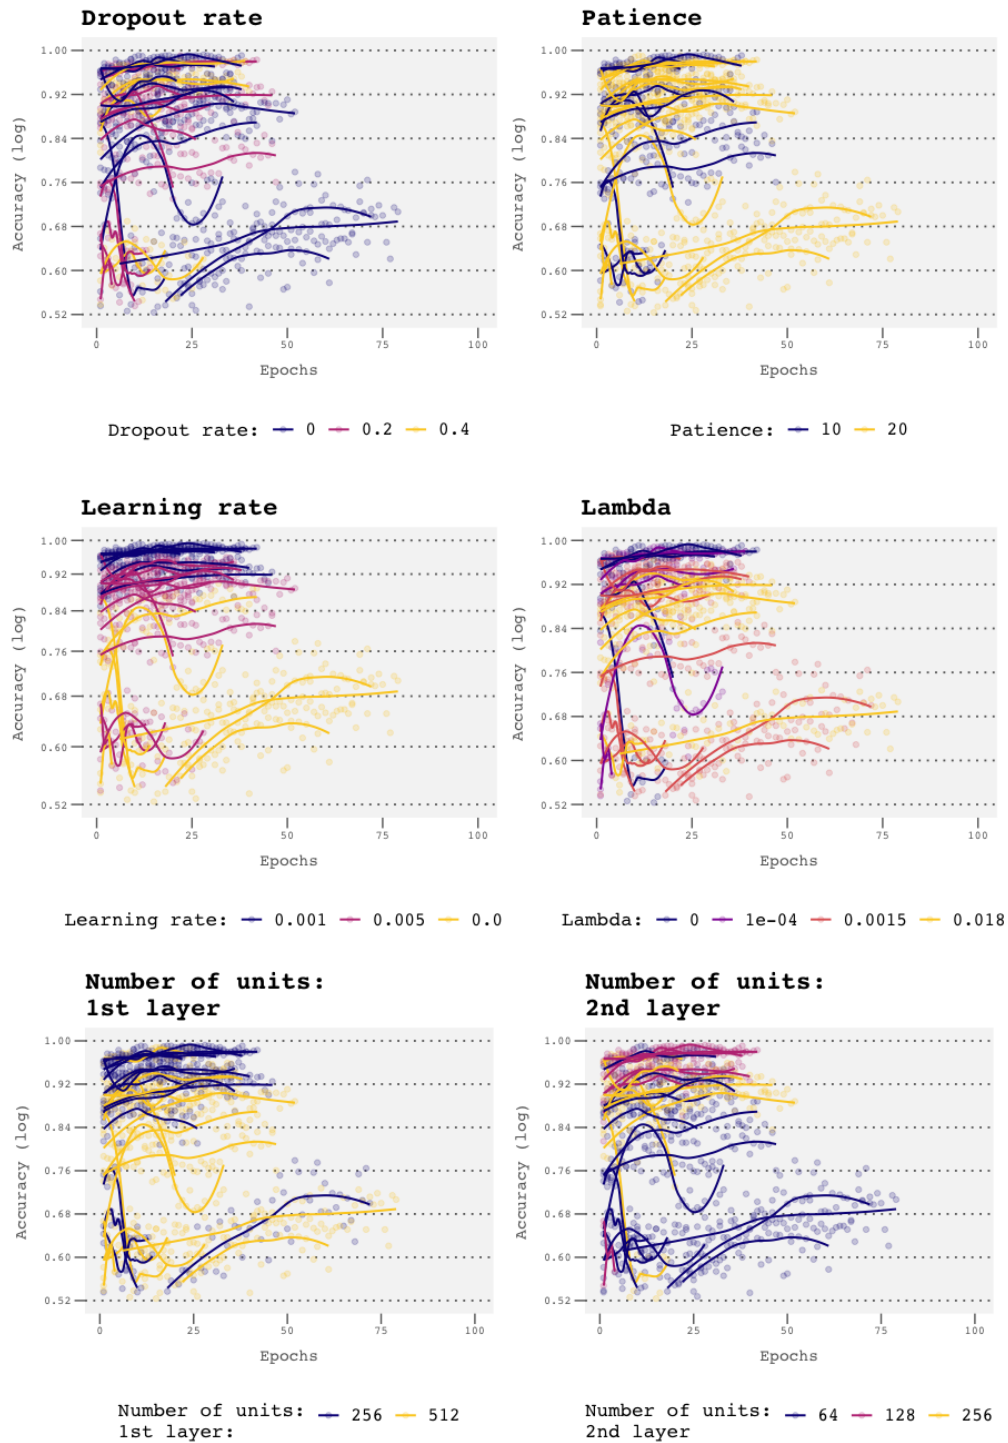 Dropout rate
Patience
1.00
0.92
0.84
0.76
0.68
0.60
0.52
Accuracy (log)
0
25
50
75
100
Epochs
1.00
0.92
0.84
0.76
0.68
0.60
0.52
Accuracy (log)
0
25
50
75
100
Epochs
Dropout rate: 0 0.2 0.4
Patience: 10 20
Learning rate
Lambda
1.00
0.92
0.84
0.76
0.68
0.60
0.52
Accuracy (log)
0
25
50
75
100
Epochs
1.00
0.92
0.84
0.76
0.68
0.60
0.52
Accuracy (log)
0
25
50
75
100
Epochs
Learning rate: 0.001 0.005 0.0
Lambda: 0 1e-04 0.0015 0.018
Number of units:
1st layer
Number of units:
2nd layer
1.00
0.92
0.84
0.76
0.68
0.60
0.52
Accuracy (log)
0
25
50
75
100
Epochs
1.00
0.92
0.84
0.76
0.68
0.60
0.52
Accuracy (log)
0
25
50
75
100
Epochs
Number of units:
1st layer: 256 512
Number of units:
2nd layer 64 128 256